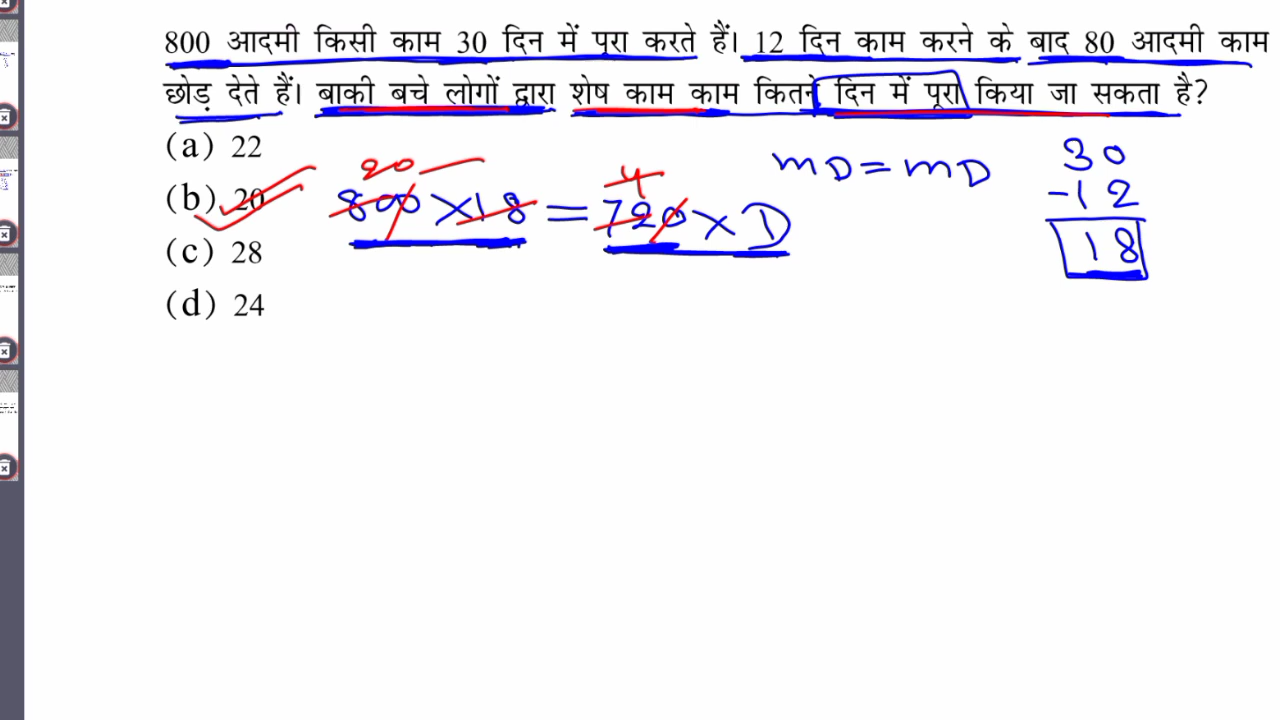 800 आदमी किसी काम 30 दिन में पूरा करते हैं। 12 दिन काम करने के बाद 80 आदमी काम
छोड़ देते हैं। बाकी बचे लोगों द्वारा शेष काम काम कितने दिन में पूरा किया जा सकता है?
(a) 22
(b) 20
(c) 28
(d) 24
20
800 × 18 = 720 × D
4
MD = MD
30
-12
18